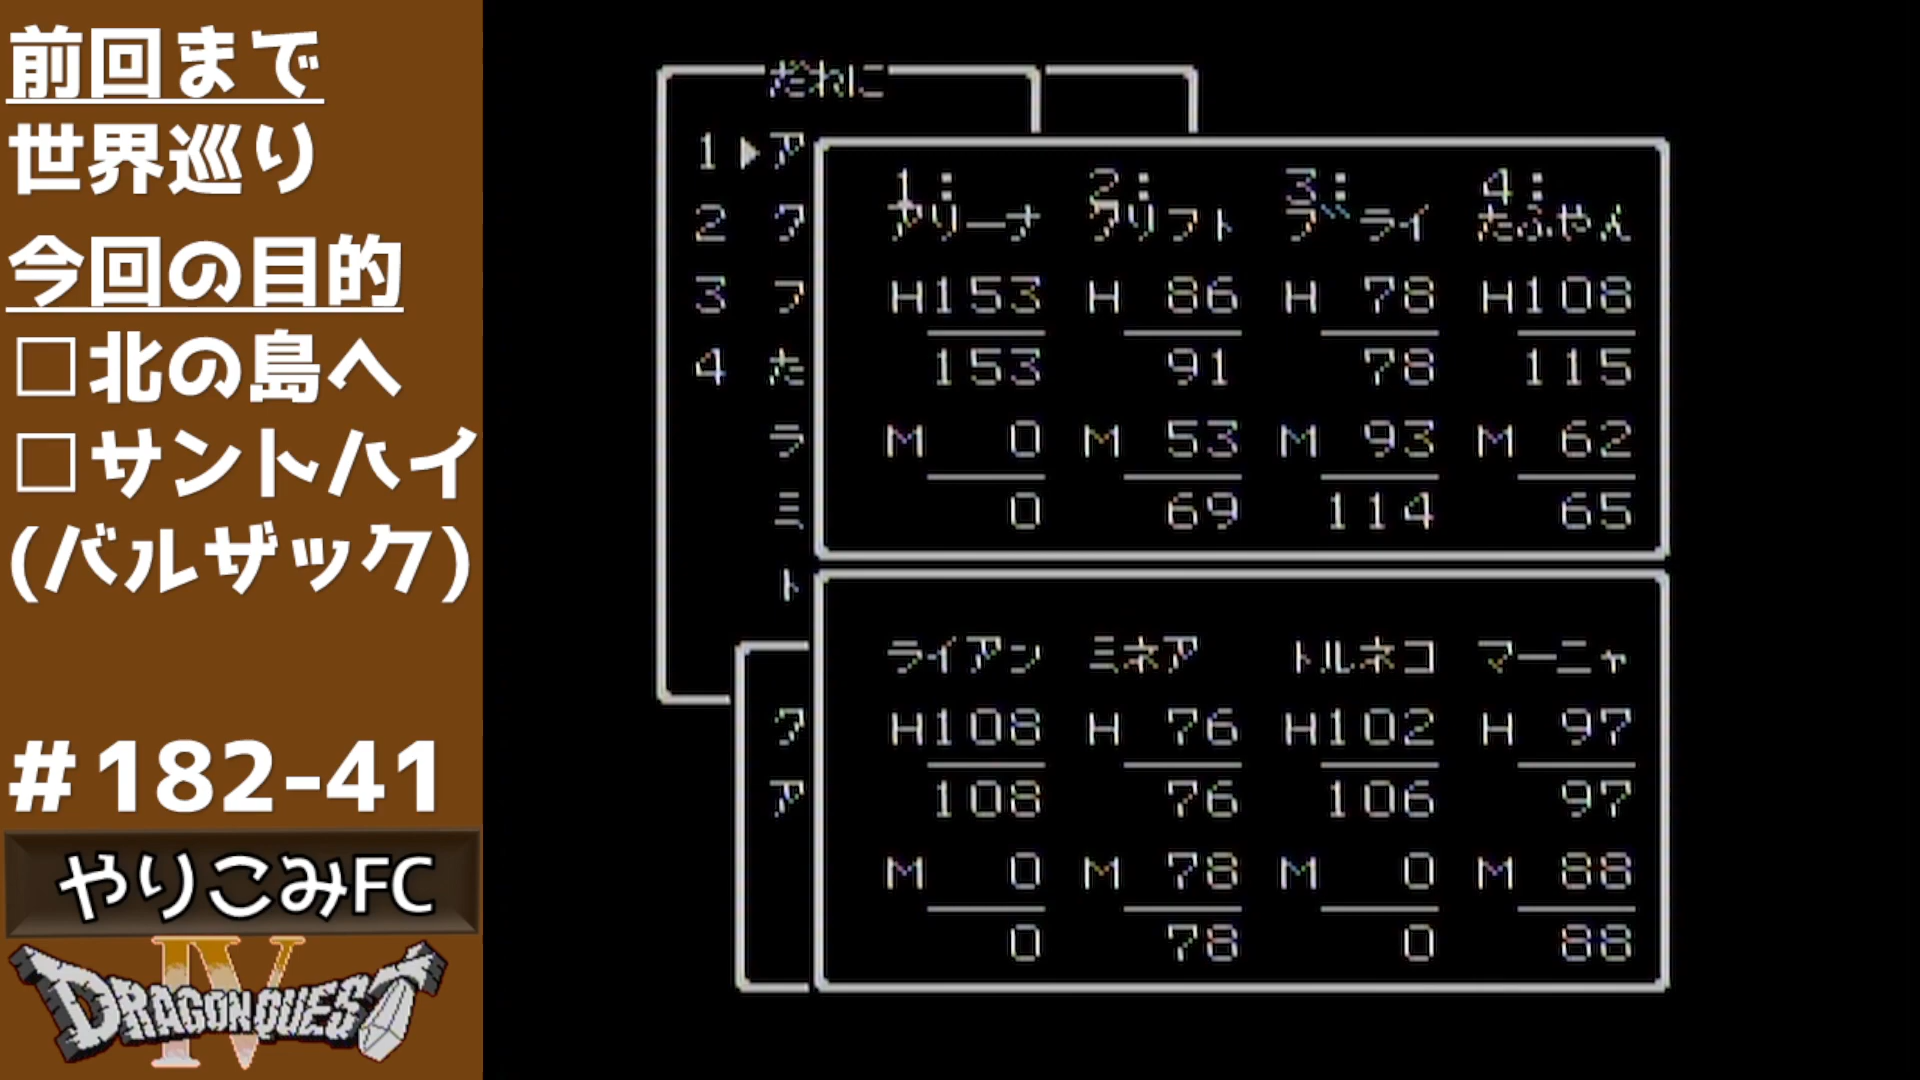 前回まで
世界巡り
今回の目的
□北の島へ
□サントハイム
(バルザック)
#182-41
やりこみFC
IV
DRAGON QUEST
だれに
1 ▶ア
2 ク
3 ブ
4 た
ラ
ミ
ト
ク
ア
1: 2: 3: 4:
アリーナ クリフト ブライ たふやん
H153 H 86 H 78 H108
153 91 78 115
M 0 M 53 M 93 M 62
0 69 114 65
ライアン ミネア トルネコ マーニャ
H108 H 76 H102 H 97
108 76 106 97
M 0 M 78 M 0 M 88
0 78 0 88